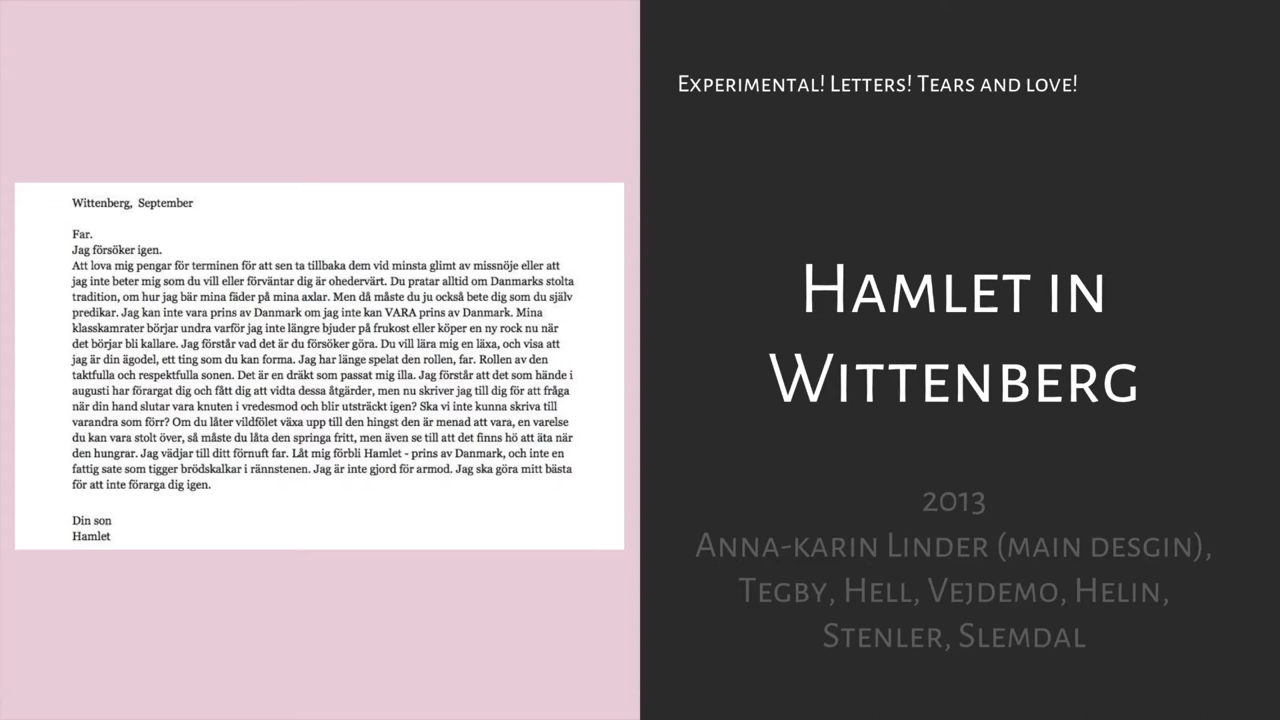 Wittenberg, September
Far.
Jag försöker igen.
Att lova mig pengar för terminen för att sen ta tillbaka dem vid minsta glimt av missnöje eller att
jag inte beter mig som du vill eller förväntar dig är ohedervärt. Du pratar alltid om Danmarks stolta
tradition, om hur jag bär mina fäder på mina axlar. Men då måste du ju också bete dig som du själv
predikar. Jag kan inte vara prins av Danmark om jag inte kan VARA prins av Danmark. Mina
klasskamrater börjar undra varför jag inte längre bjuder på frukost eller köper en ny rock nu när
det börjar bli kallare. Jag förstår vad det är du försöker göra. Du vill lära mig en läxa, och visa att
jag är din ägodel, ett ting som du kan forma. Jag har länge spelat den rollen, far. Rollen av den
taktfulla och respektfulla sonen. Det är en dräkt som passat mig illa. Jag förstår att det som hände i
augusti har förargat dig och fått dig att vidta dessa åtgärder, men nu skriver jag till dig för att fråga
när din hand slutar vara knuten i vredesmod och blir utsträckt igen? Ska vi inte kunna skriva till
varandra som förr? Om du låter vildfölet växa upp till den hingst den är menad att vara, en varelse
du kan vara stolt över, så måste du låta den springa fritt, men även se till att det finns hö att äta när
den hungrar. Jag vädjar till ditt förnuft far. Låt mig förbli Hamlet - prins av Danmark, och inte en
fattig sate som tigger brödskalkar i rännstenen. Jag är inte gjord för armod. Jag ska göra mitt bästa
för att inte förarga dig igen.
Din son
Hamlet
Experimental! Letters! Tears and love!
Hamlet in
Wittenberg
2013
Anna-karin Linder (main desgin),
Tegby, Hell, Vejdemo, Helin,
Stenler, Slemdal